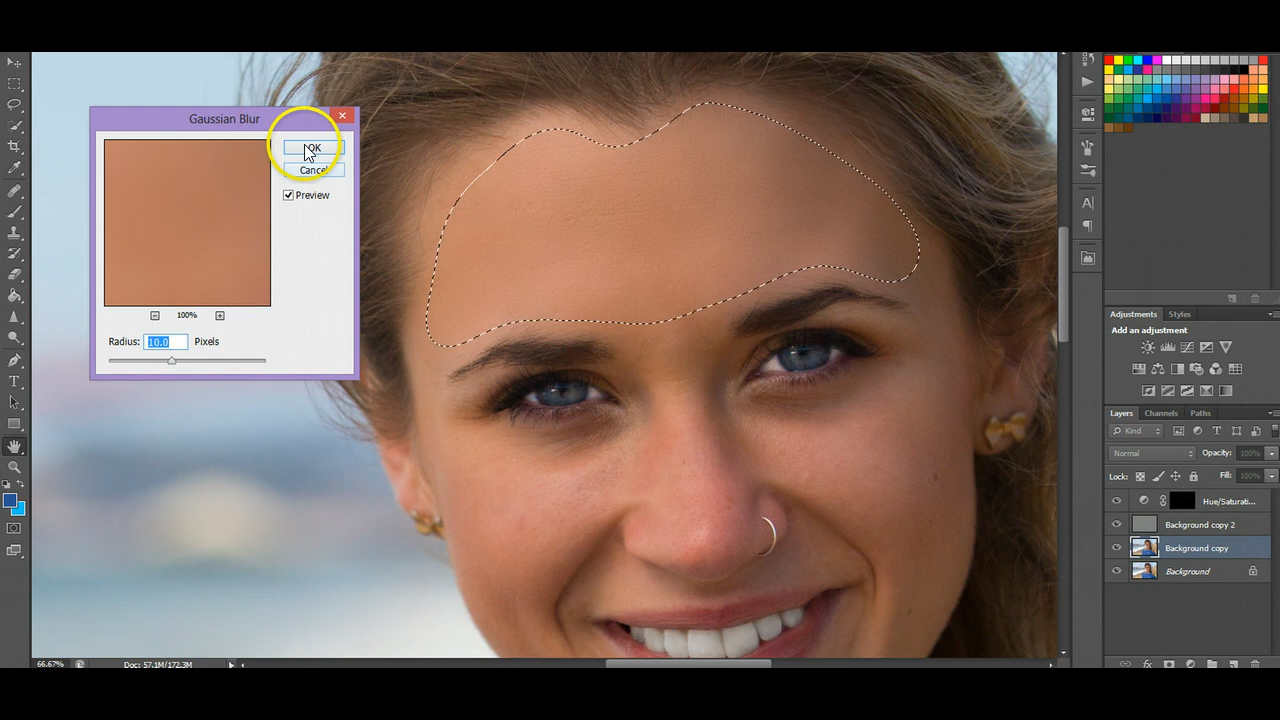 Gaussian Blur
OK
Cancel
Preview
100%
Radius: 10.0 Pixels
66.67%
Doc: 57.1M/172.3M
Adjustments Styles
Add an adjustment
Layers Channels Paths
Kind
Normal Opacity: 100%
Lock: Fill: 100%
Hue/Saturati...
Background copy 2
Background copy
Background